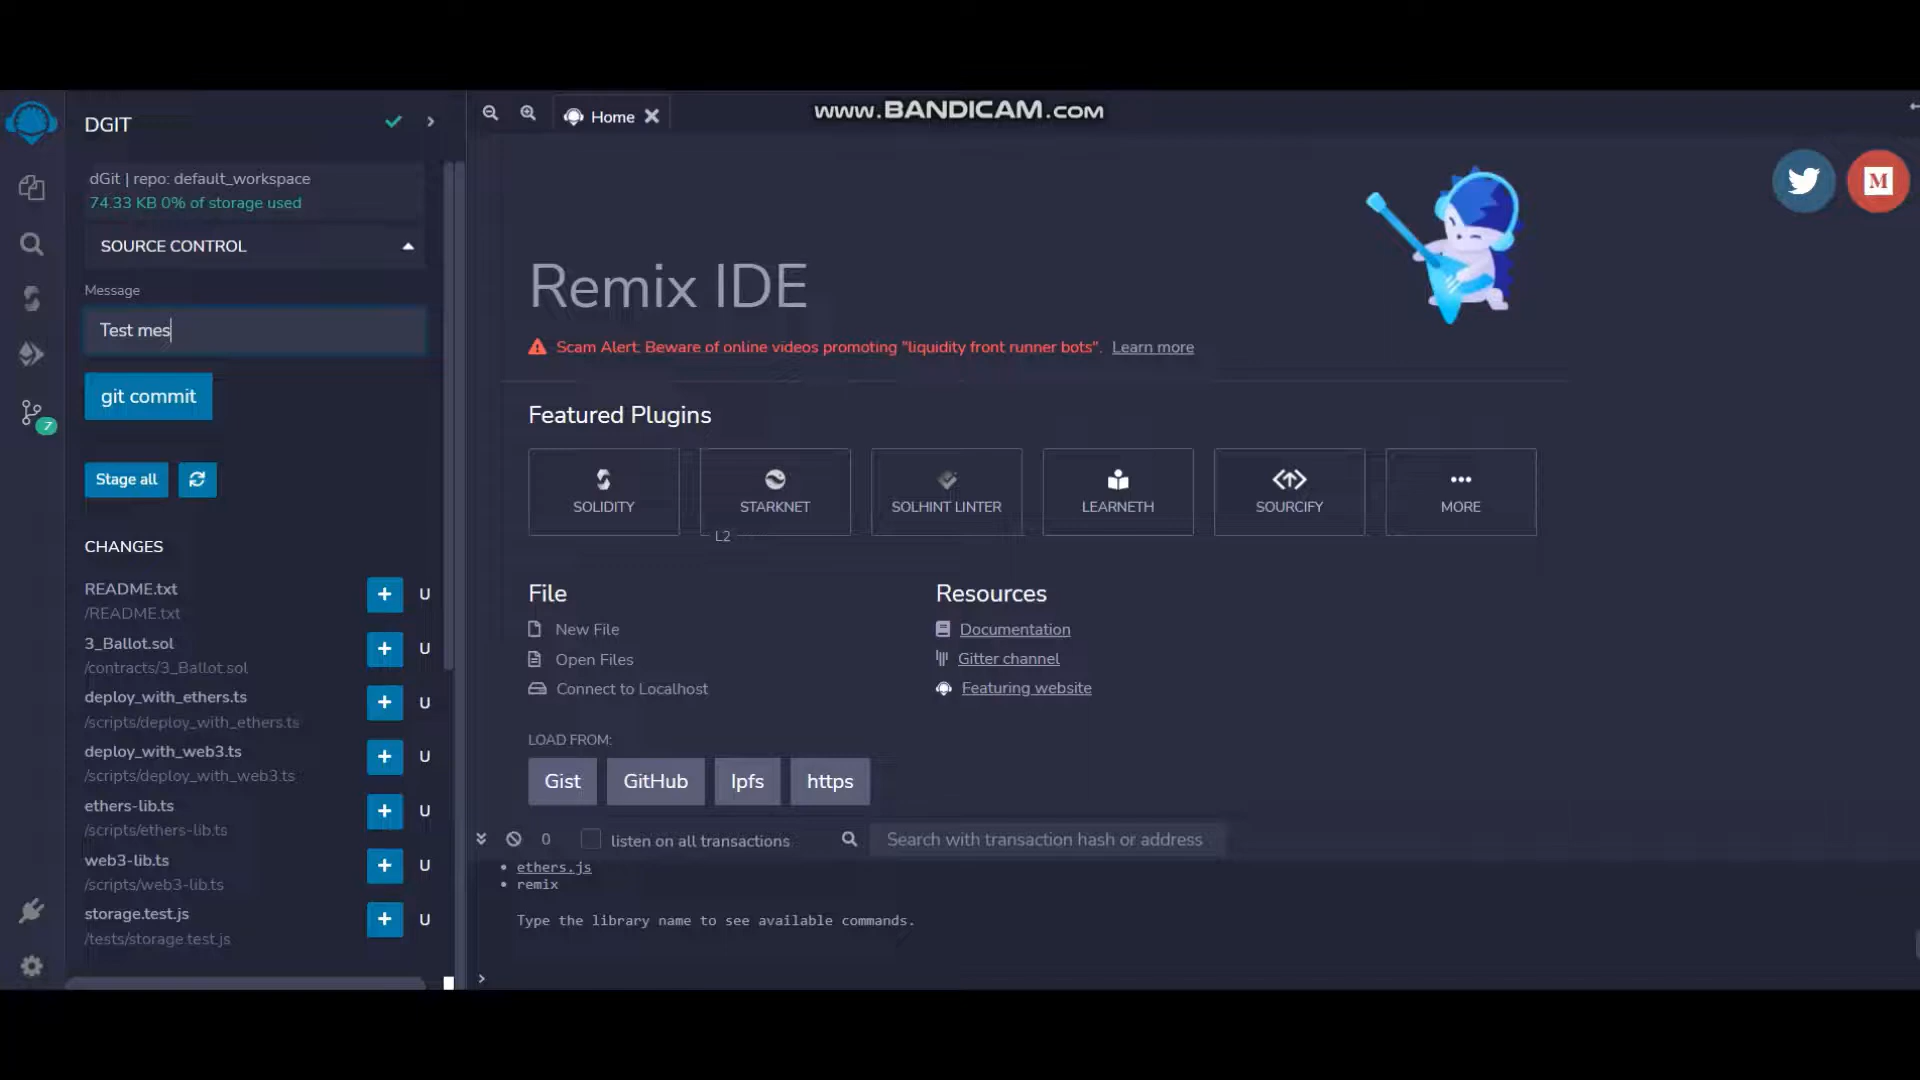 www.BANDICAM.com
DGIT
Home
dGit | repo: default_workspace
74.33 KB 0% of storage used
SOURCE CONTROL
Message
Test mes
git commit
7
Stage all
CHANGES
README.txt
/README.txt
U
3_Ballot.sol
/contracts/3_Ballot.sol
U
deploy_with_ethers.ts
/scripts/deploy_with_ethers.ts
U
deploy_with_web3.ts
/scripts/deploy_with_web3.ts
U
ethers-lib.ts
/scripts/ethers-lib.ts
U
web3-lib.ts
/scripts/web3-lib.ts
U
storage.test.js
/tests/storage.test.js
U
M
Remix IDE
Scam Alert: Beware of online videos promoting "liquidity front runner bots". Learn more
Featured Plugins
SOLIDITY
STARKNET
L2
SOLHINT LINTER
LEARNETH
SOURCIFY
MORE
File
New File
Open Files
Connect to Localhost
Resources
Documentation
Gitter channel
Featuring website
LOAD FROM:
Gist GitHub Ipfs https
0 listen on all transactions Search with transaction hash or address
• ethers.js
• remix
Type the library name to see available commands.
>